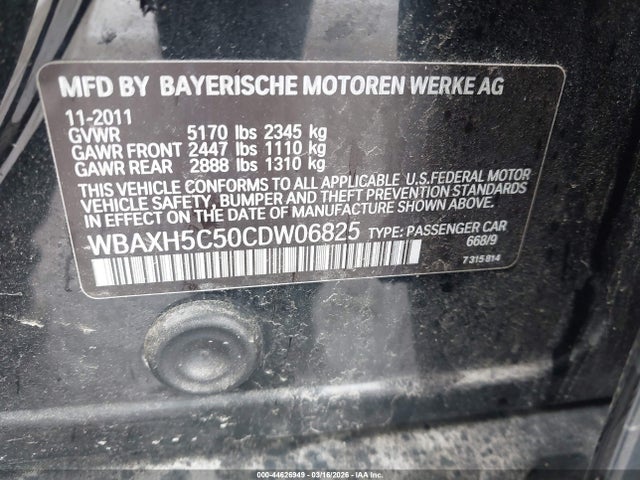 MFD BY BAYERISCHE MOTOREN WERKE AG
11-2011
GVWR 5170 lbs 2345 kg
GAWR FRONT 2447 lbs 1110 kg
GAWR REAR 2888 lbs 1310 kg
THIS VEHICLE CONFORMS TO ALL APPLICABLE U.S.FEDERAL MOTOR
VEHICLE SAFETY, BUMPER AND THEFT PREVENTION STANDARDS
IN EFFECT ON THE DATE OF MANUFACTURE SHOWN ABOVE.
WBAXH5C50CDW06825 TYPE: PASSENGER CAR
668/9
7 315 814
000-44626949 - 03/16/2026 - IAA Inc.